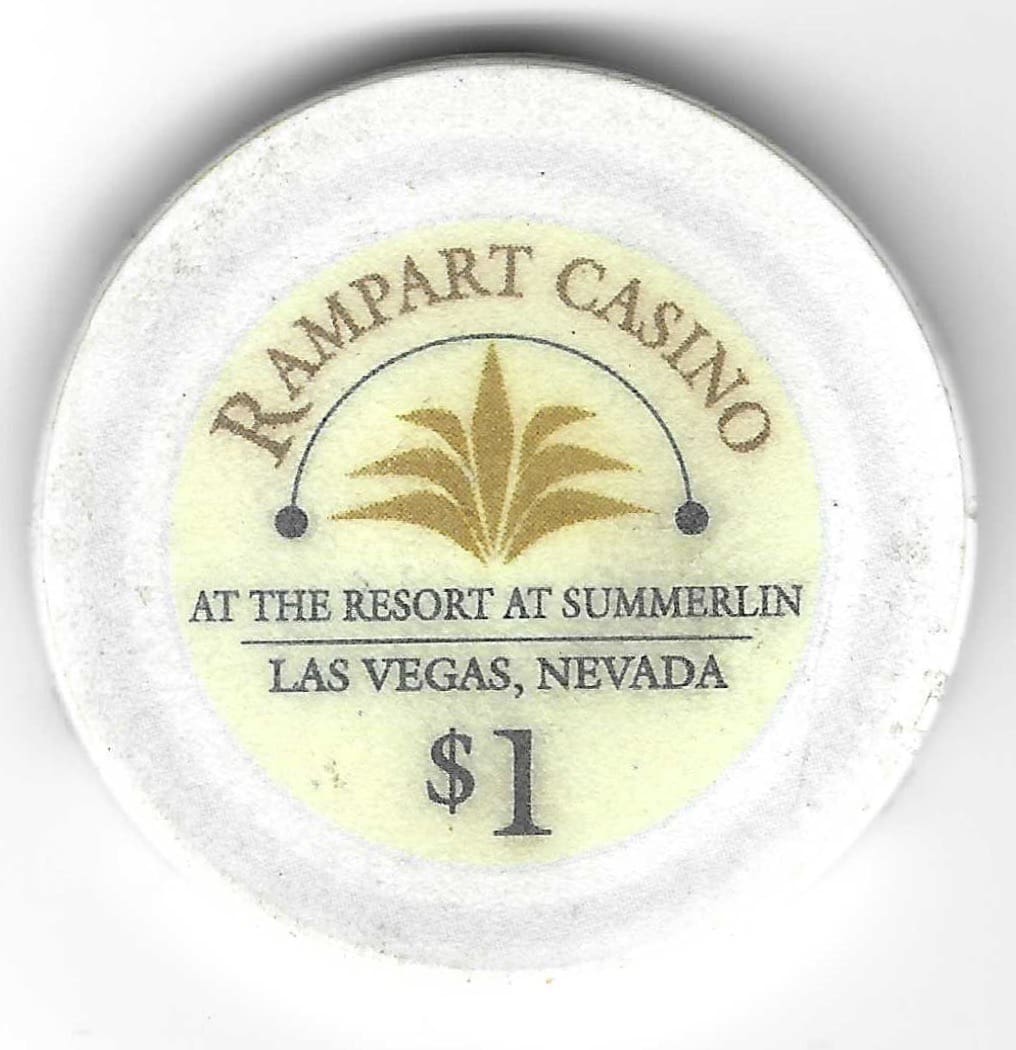 RAMPART CASINO
AT THE RESORT AT SUMMERLIN
LAS VEGAS, NEVADA
$1